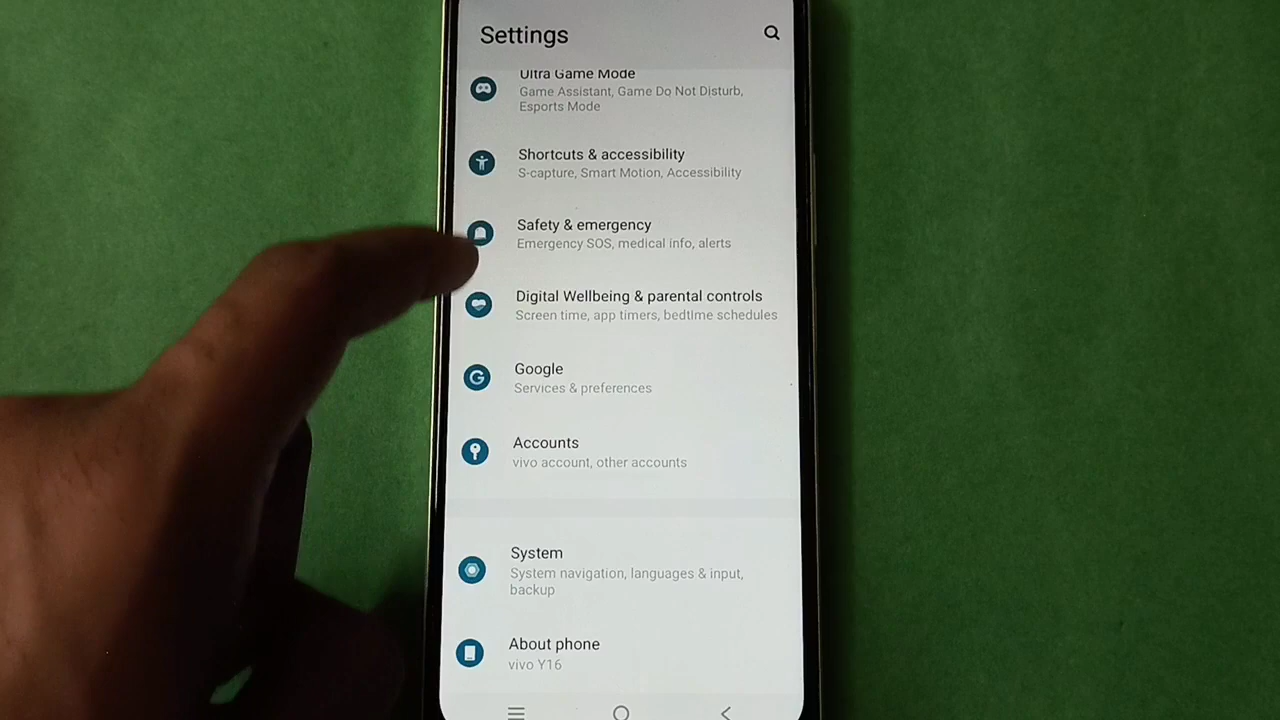 Settings
Ultra Game Mode
Game Assistant, Game Do Not Disturb,
Esports Mode
Shortcuts & accessibility
S-capture, Smart Motion, Accessibility
Safety & emergency
Emergency SOS, medical info, alerts
Digital Wellbeing & parental controls
Screen time, app timers, bedtime schedules
Google
Services & preferences
Accounts
vivo account, other accounts
System
System navigation, languages & input,
backup
About phone
vivo Y16